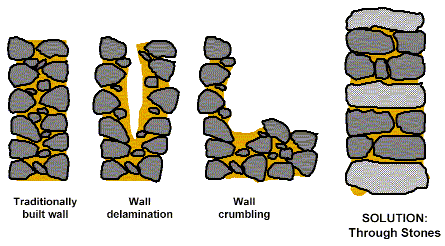 Traditionally
built wall
Wall
delamination
Wall
crumbling
SOLUTION:
Through Stones